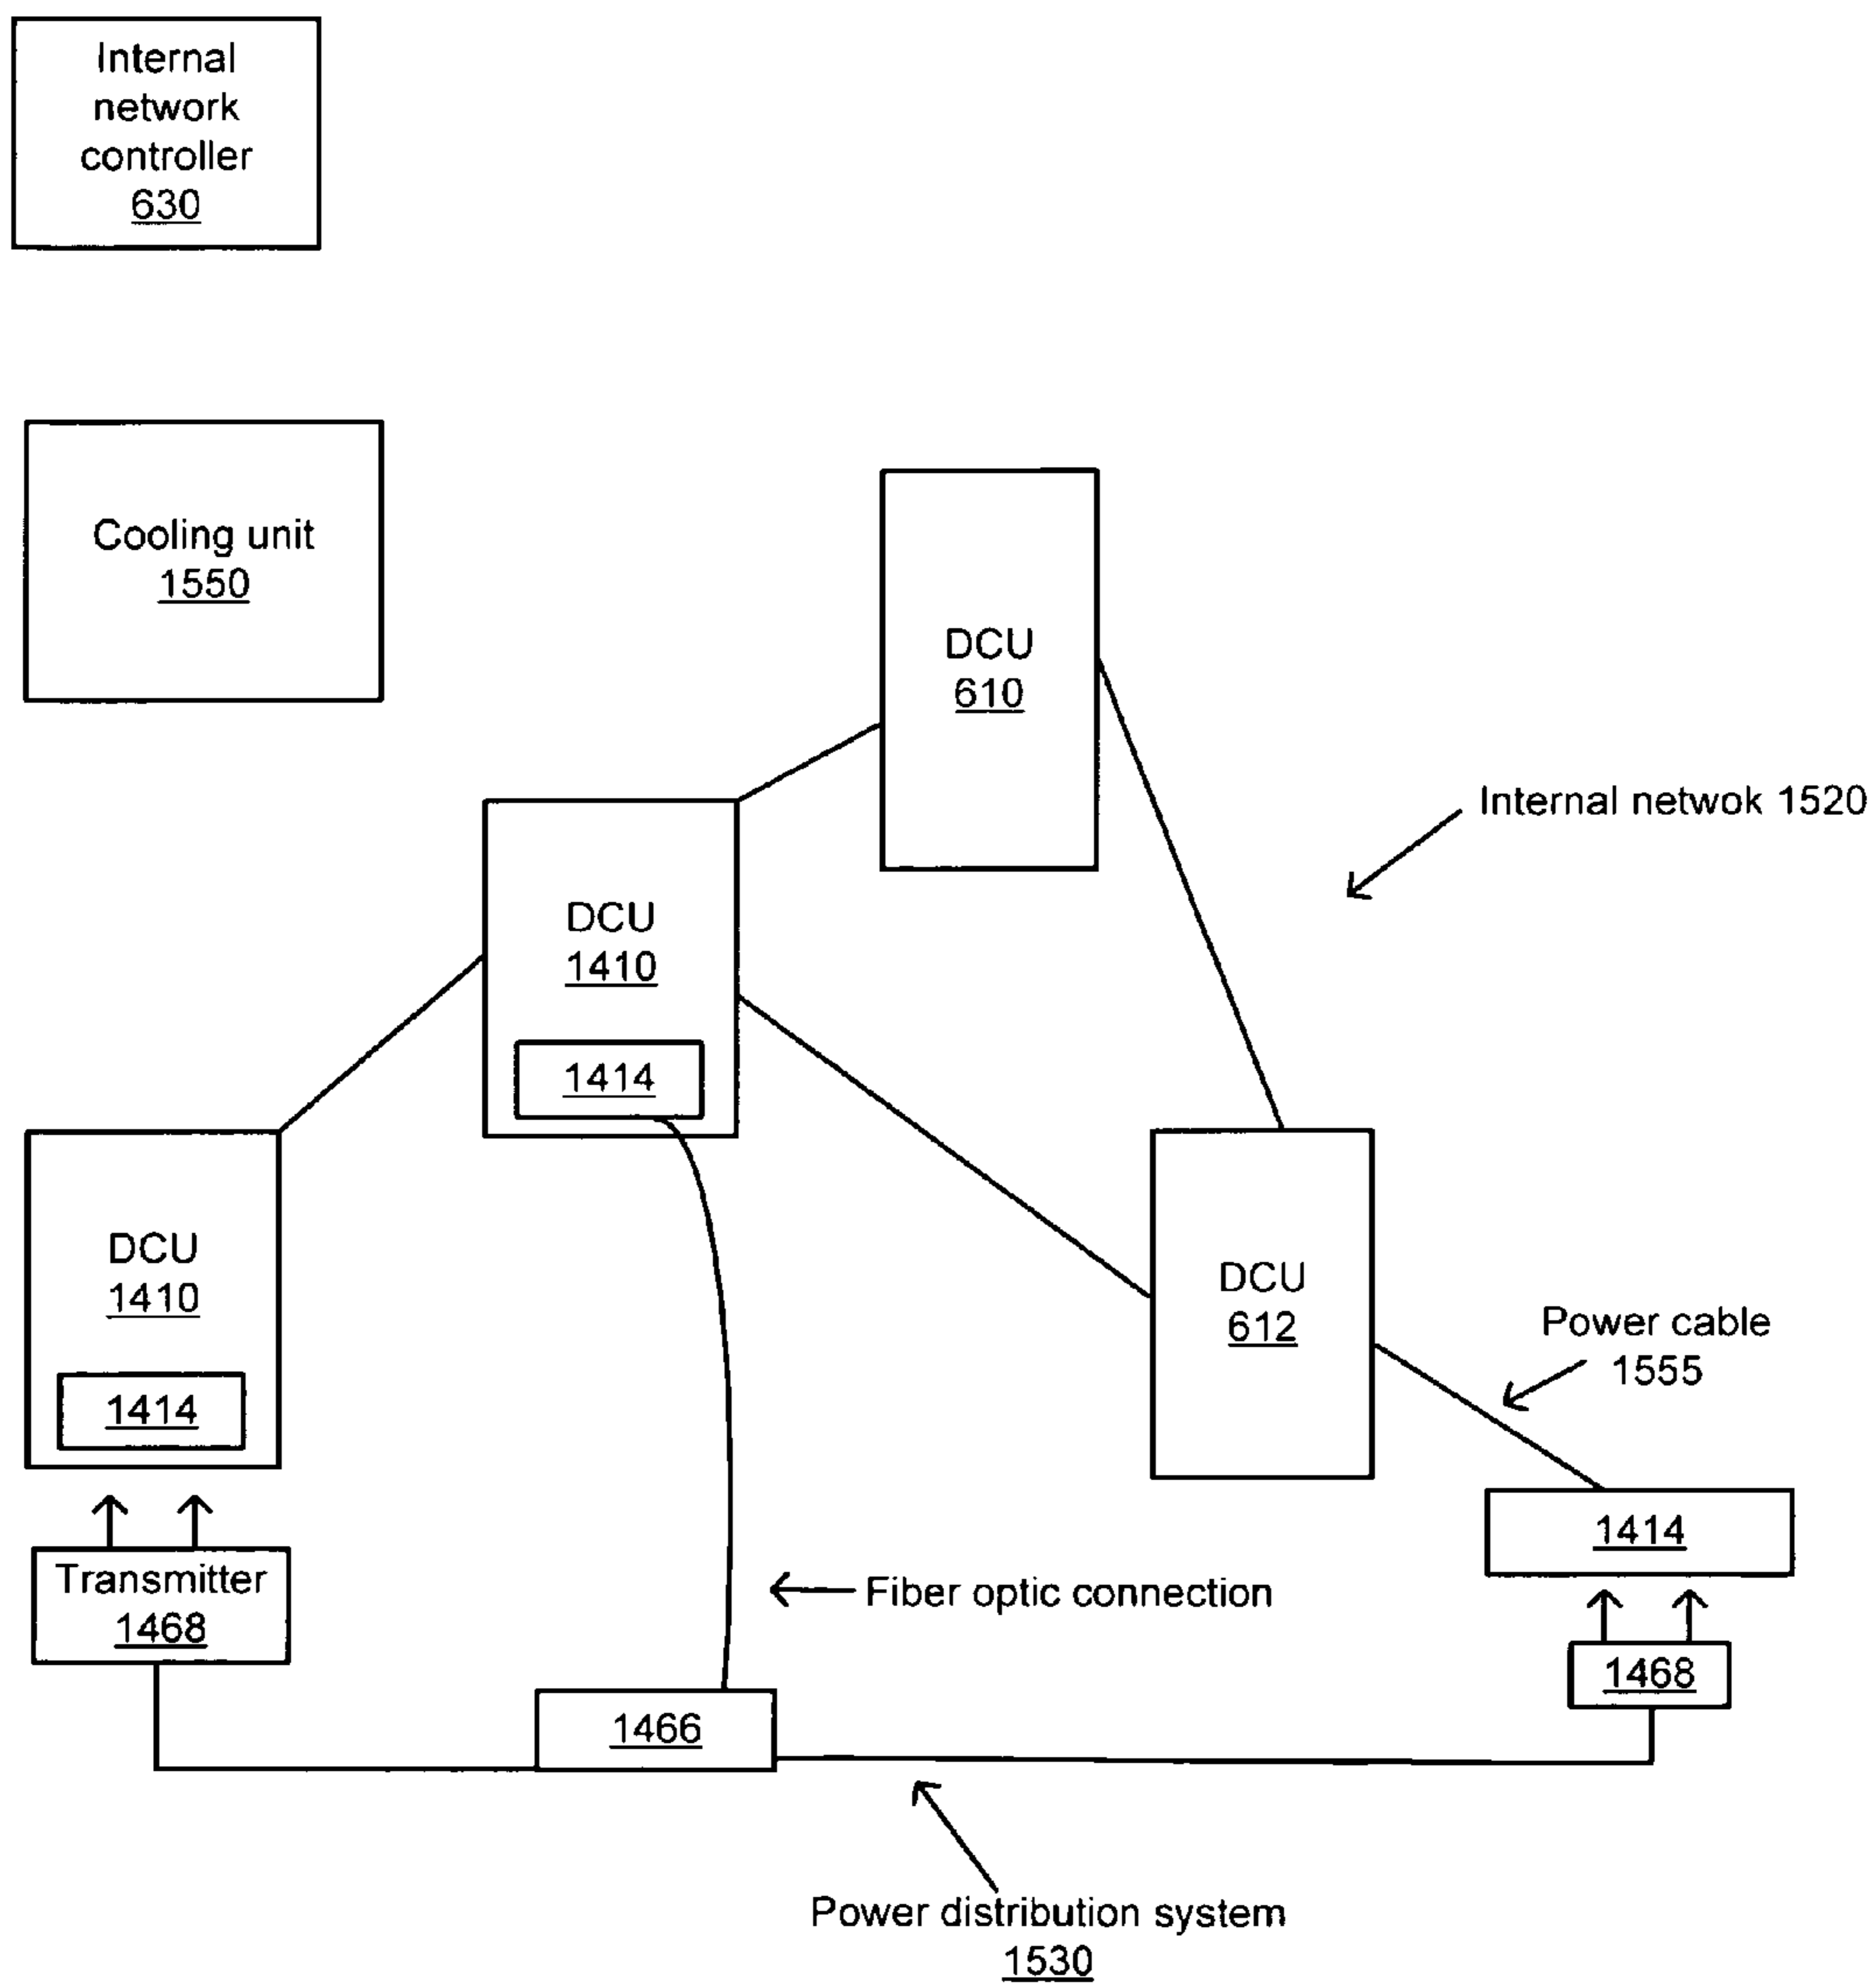 Internal
network
controller
630
Cooling unit
1550
DCU
610
Internal netwok 1520
DCU
1410
1414
DCU
1410
1414
DCU
612
Power cable
1555
1414
Transmitter
1468
Fiber optic connection
1468
1466
Power distribution system
1530